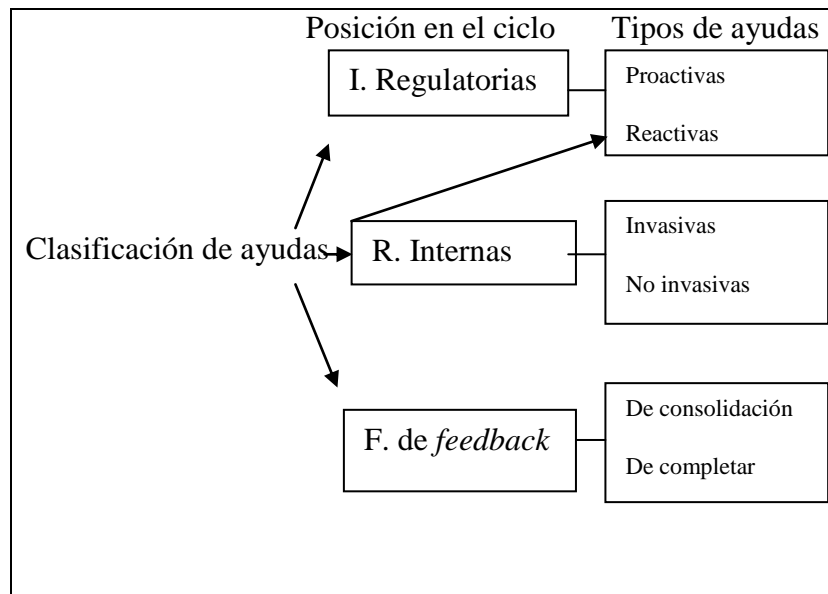 Posición en el ciclo
Tipos de ayudas
I. Regulatorias
Proactivas
Reactivas
Clasificación de ayudas
R. Internas
Invasivas
No invasivas
F. de feedback
De consolidación
De completar